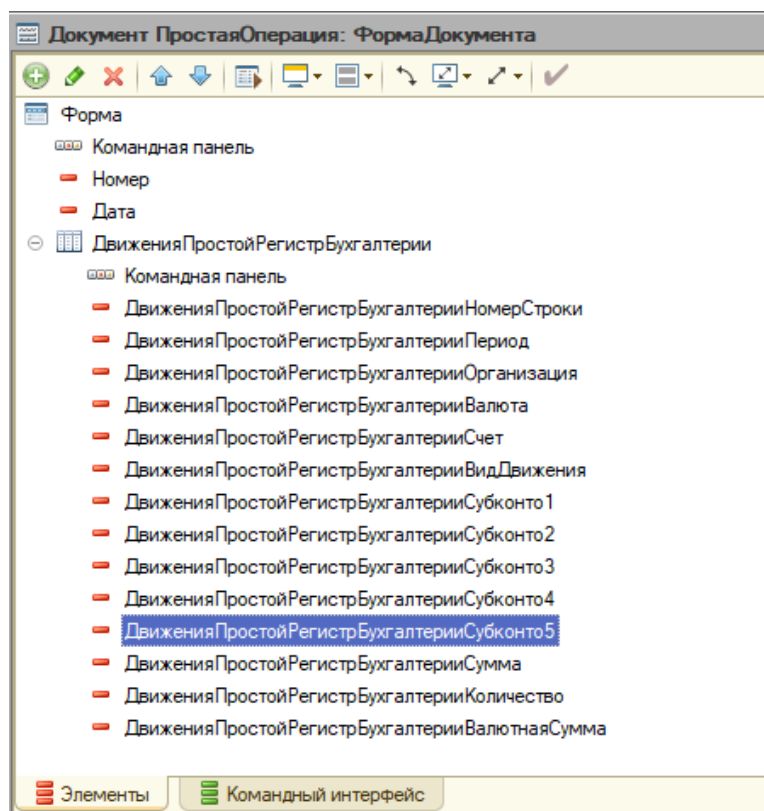 Документ ПростаяОперация: ФормаДокумента
Форма
Командная панель
Номер
Дата
ДвиженияПростойРегистрБухгалтерии
Командная панель
ДвиженияПростойРегистрБухгалтерииНомерСтроки
ДвиженияПростойРегистрБухгалтерииПериод
ДвиженияПростойРегистрБухгалтерииОрганизация
ДвиженияПростойРегистрБухгалтерииВалюта
ДвиженияПростойРегистрБухгалтерииСчет
ДвиженияПростойРегистрБухгалтерииВидДвижения
ДвиженияПростойРегистрБухгалтерииСубконто1
ДвиженияПростойРегистрБухгалтерииСубконто2
ДвиженияПростойРегистрБухгалтерииСубконто3
ДвиженияПростойРегистрБухгалтерииСубконто4
ДвиженияПростойРегистрБухгалтерииСубконто5
ДвиженияПростойРегистрБухгалтерииСумма
ДвиженияПростойРегистрБухгалтерииКоличество
ДвиженияПростойРегистрБухгалтерииВалютнаяСумма
Элементы Командный интерфейс